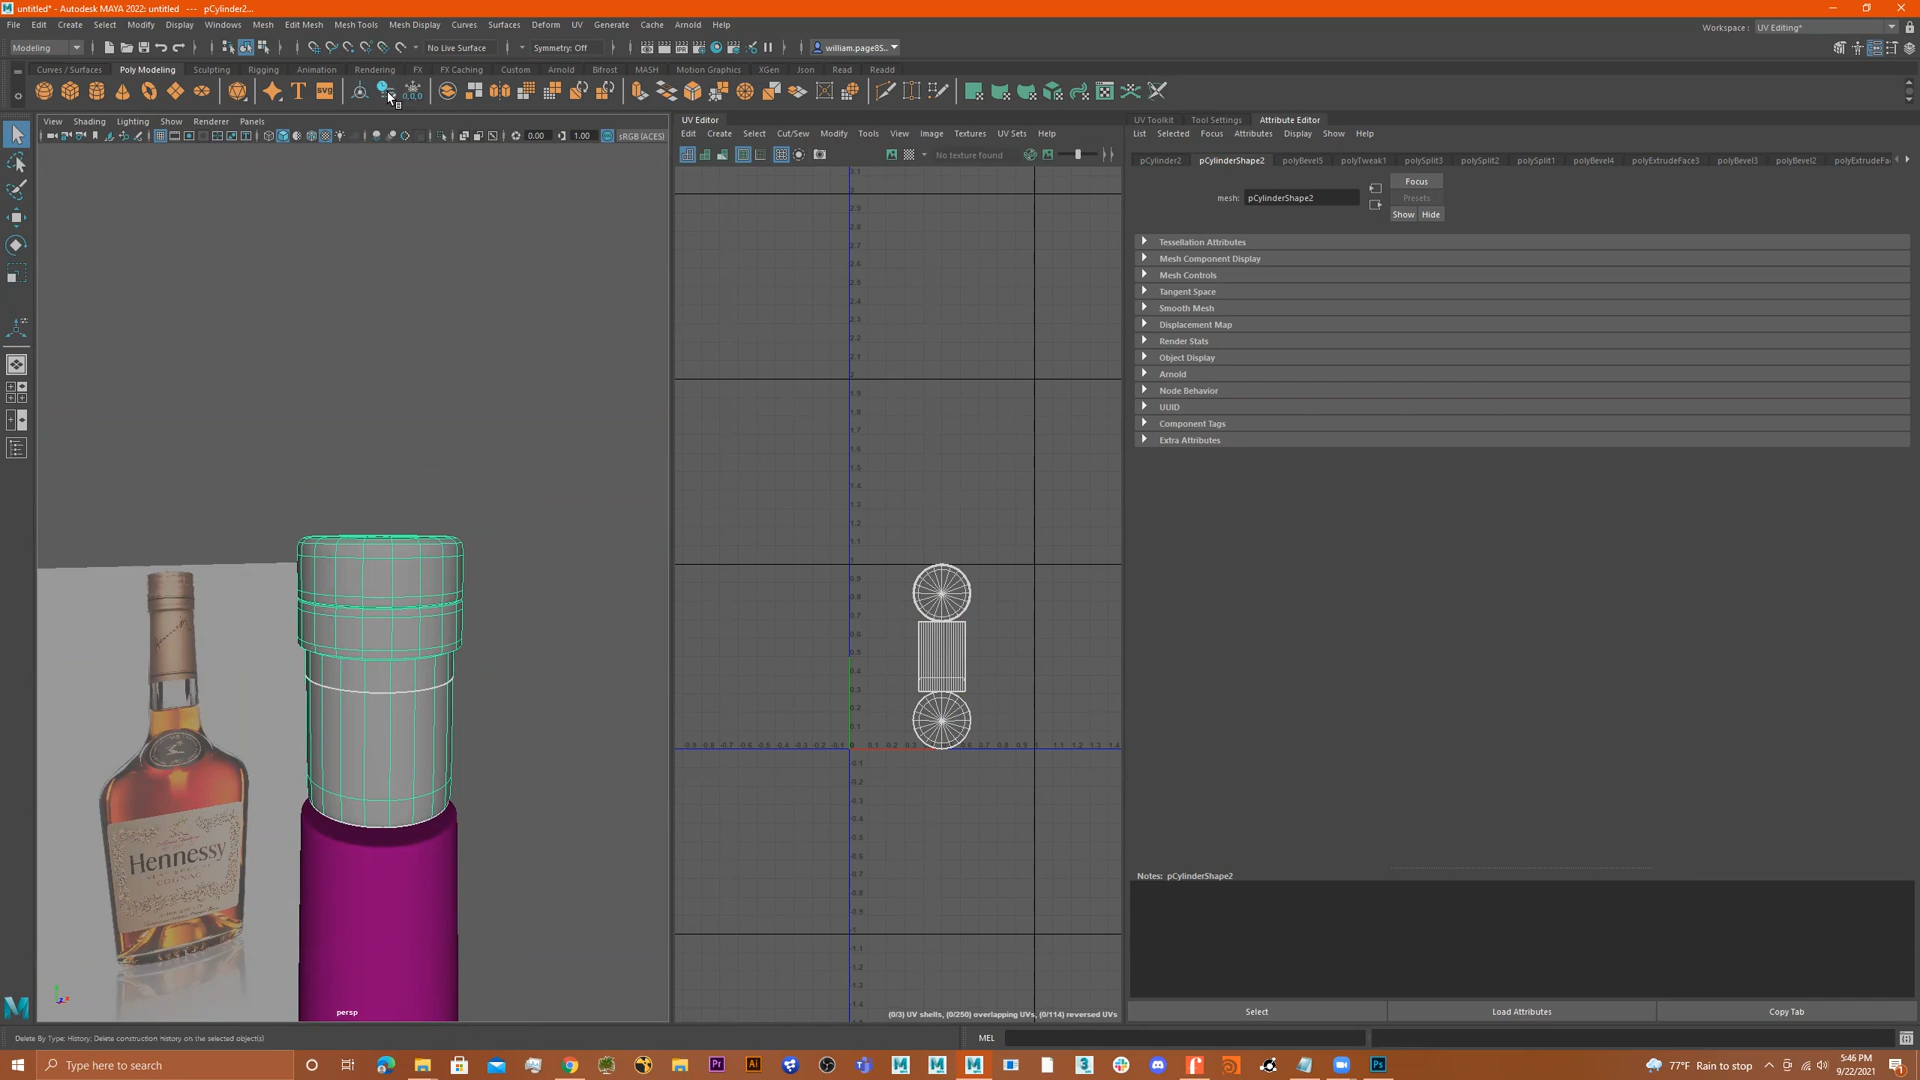 untitled* - Autodesk MAYA 2022: untitled --- pCylinder2...
File Edit Create Select Modify Display Windows Mesh Edit Mesh Mesh Tools Mesh Display Curves Surfaces Deform UV Generate Cache Arnold Help
Workspace : UV Editing*
Modeling No Live Surface Symmetry: Off william.page85...
Curves / Surfaces Poly Modeling Sculpting Rigging Animation Rendering FX FX Caching Custom Arnold Bifrost MASH Motion Graphics XGen Json Read Readd
SVG 0,0,0
View Shading Lighting Show Renderer Panels
0.00 1.00 sRGB (ACES)
UV Editor
Edit Create Select Cut/Sew Modify Tools View Image Textures UV Sets Help
No texture found
UV Toolkit Tool Settings Attribute Editor
List Selected Focus Attributes Display Show Help
pCylinder2 pCylinderShape2 polyBevel5 polyTweak1 polySplit3 polySplit2 polySplit1 polyBevel4 polyExtrudeFace3 polyBevel3 polyBevel2 polyExtrudeFa
mesh: pCylinderShape2
Focus
Presets
Show Hide
Tessellation Attributes
Mesh Component Display
Mesh Controls
Tangent Space
Smooth Mesh
Displacement Map
Render Stats
Object Display
Arnold
Node Behavior
UUID
Component Tags
Extra Attributes
Hennessy
COGNAC
persp
(0/3) UV shells, (0/250) overlapping UVs, (0/114) reversed UVs
Notes: pCylinderShape2
Select Load Attributes Copy Tab
Delete By Type: History: Delete construction history on the selected object(s)
MEL
Type here to search
77°F Rain to stop
5:46 PM
9/22/2021